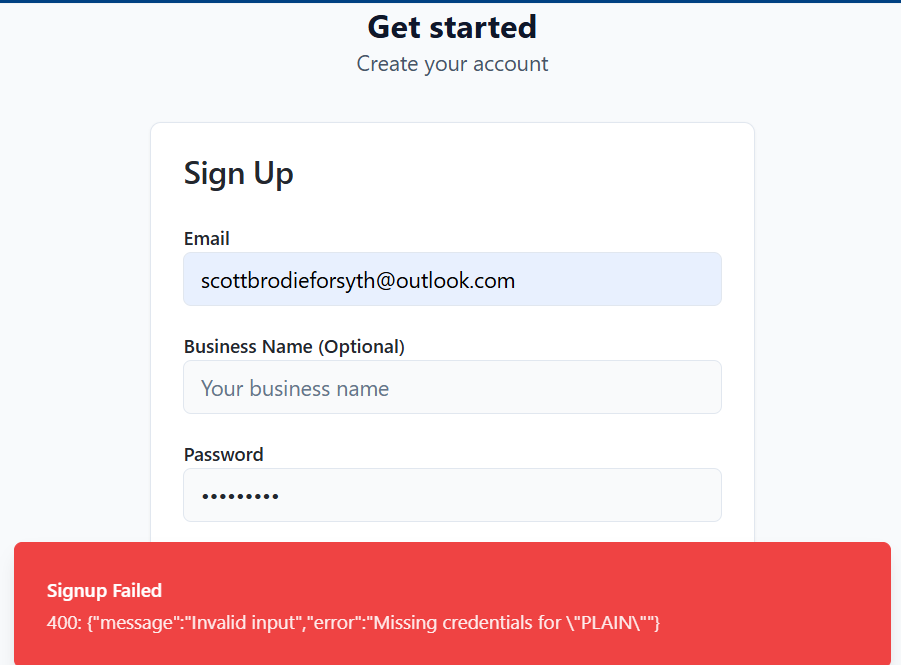 Get started
Create your account
Sign Up
Email
scottbrodieforsyth@outlook.com
Business Name (Optional)
Your business name
Password
•••••••••
Signup Failed
400: {"message":"Invalid input","error":"Missing credentials for \"PLAIN\""}